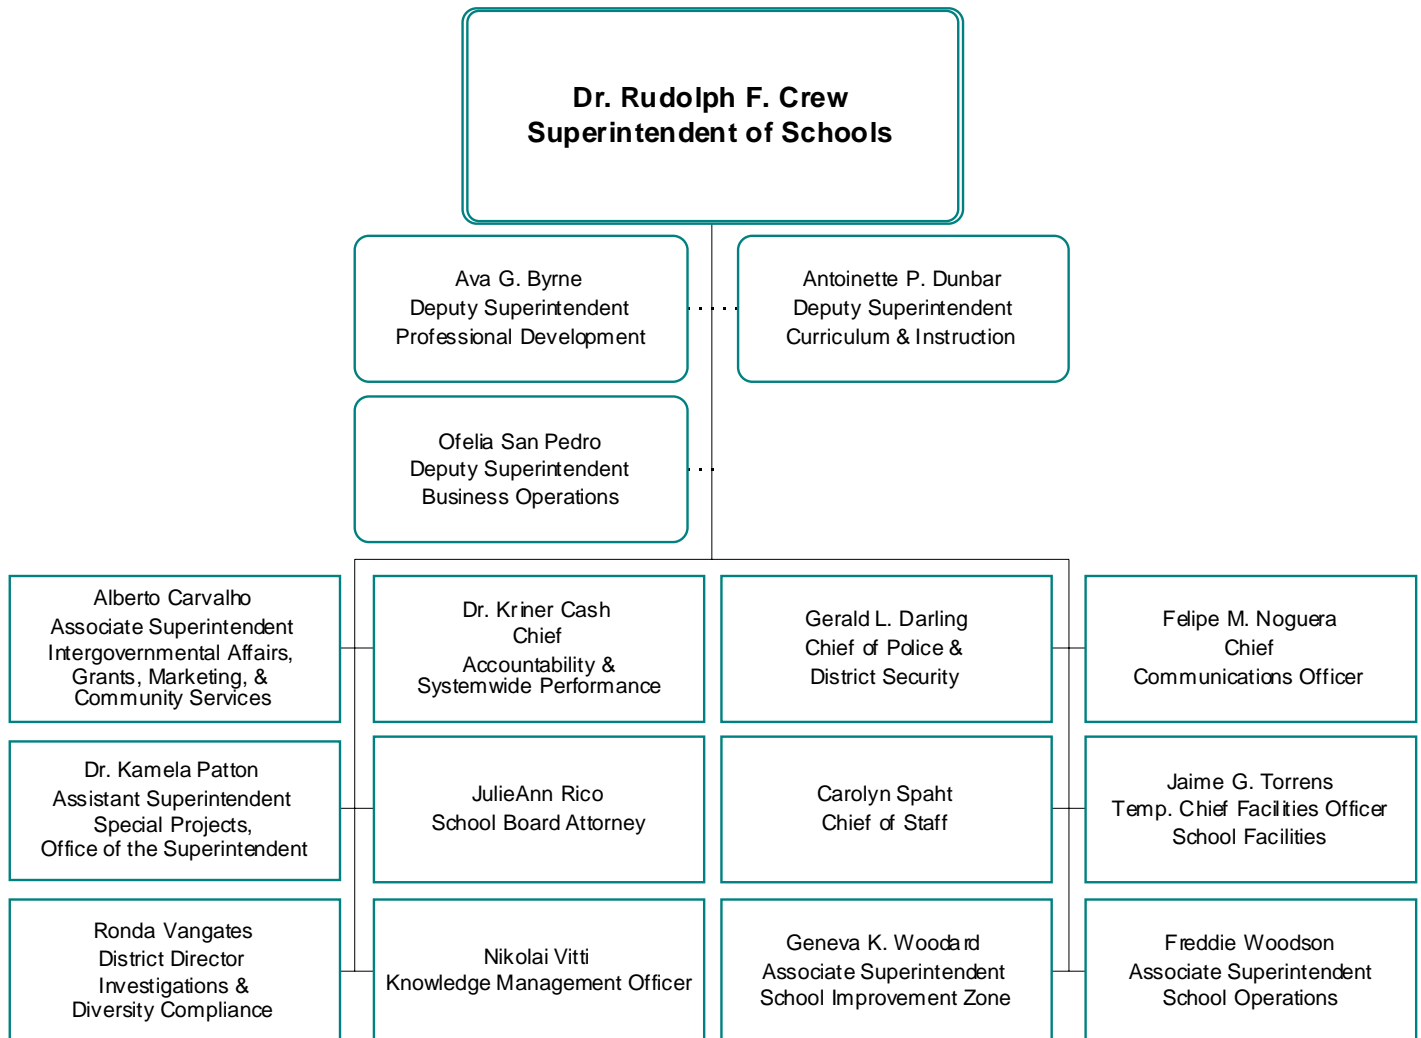 Dr. Rudolph F. Crew
Superintendent of Schools
Ava G. Byrne
Deputy Superintendent
Professional Development
Antoinette P. Dunbar
Deputy Superintendent
Curriculum & Instruction
Ofelia San Pedro
Deputy Superintendent
Business Operations
Alberto Carvalho
Associate Superintendent
Intergovernmental Affairs,
Grants, Marketing, &
Community Services
Dr. Kriner Cash
Chief
Accountability &
Systemwide Performance
Gerald L. Darling
Chief of Police &
District Security
Felipe M. Noguera
Chief
Communications Officer
Dr. Kamela Patton
Assistant Superintendent
Special Projects,
Office of the Superintendent
JulieAnn Rico
School Board Attorney
Carolyn Spaht
Chief of Staff
Jaime G. Torrens
Temp. Chief Facilities Officer
School Facilities
Ronda Vangates
District Director
Investigations &
Diversity Compliance
Nikolai Vitti
Knowledge Management Officer
Geneva K. Woodard
Associate Superintendent
School Improvement Zone
Freddie Woodson
Associate Superintendent
School Operations